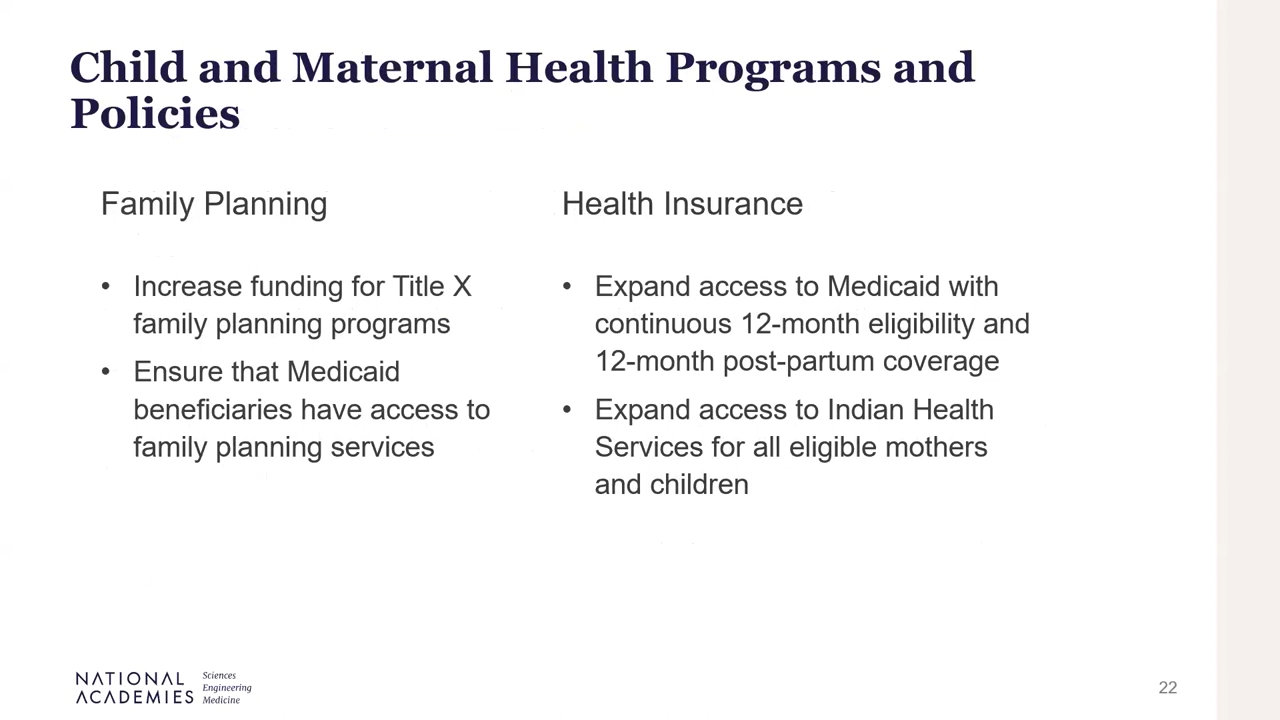 Child and Maternal Health Programs and
Policies
Family Planning
• Increase funding for Title X
family planning programs
• Ensure that Medicaid
beneficiaries have access to
family planning services
Health Insurance
• Expand access to Medicaid with
continuous 12-month eligibility and
12-month post-partum coverage
• Expand access to Indian Health
Services for all eligible mothers
and children
NATIONAL
ACADEMIES
Sciences
Engineering
Medicine
22